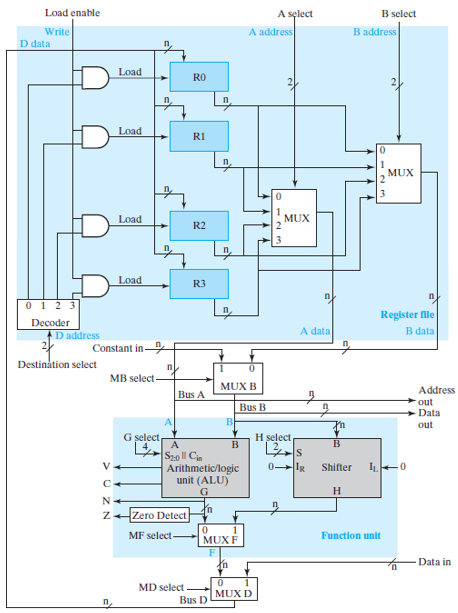 Load enable
A select
B select
Write
A address
B address
D data
n
Load
R0
n
2
2
n
Load
R1
n
0
1
2
3
MUX
n
0
1
2
3
MUX
Load
R2
n
n
Load
R3
n
n
0 1 2 3
Decoder
Register file
2
D address
A data
B data
Destination select
Constant in
n
n
n
1 0
MB select
MUX B
Bus A
n
Address out
Bus B
n
Data out
A
B
n
G select
4
A
B
H select
2
B
S2:0 || Cin
S
V
Arithmetic/logic unit (ALU)
0
IR
Shifter
IL
0
C
G
H
N
n
n
Z
Zero Detect
0 1
MF select
MUX F
Function unit
F
n
n
Data in
0 1
MD select
MUX D
n
Bus D